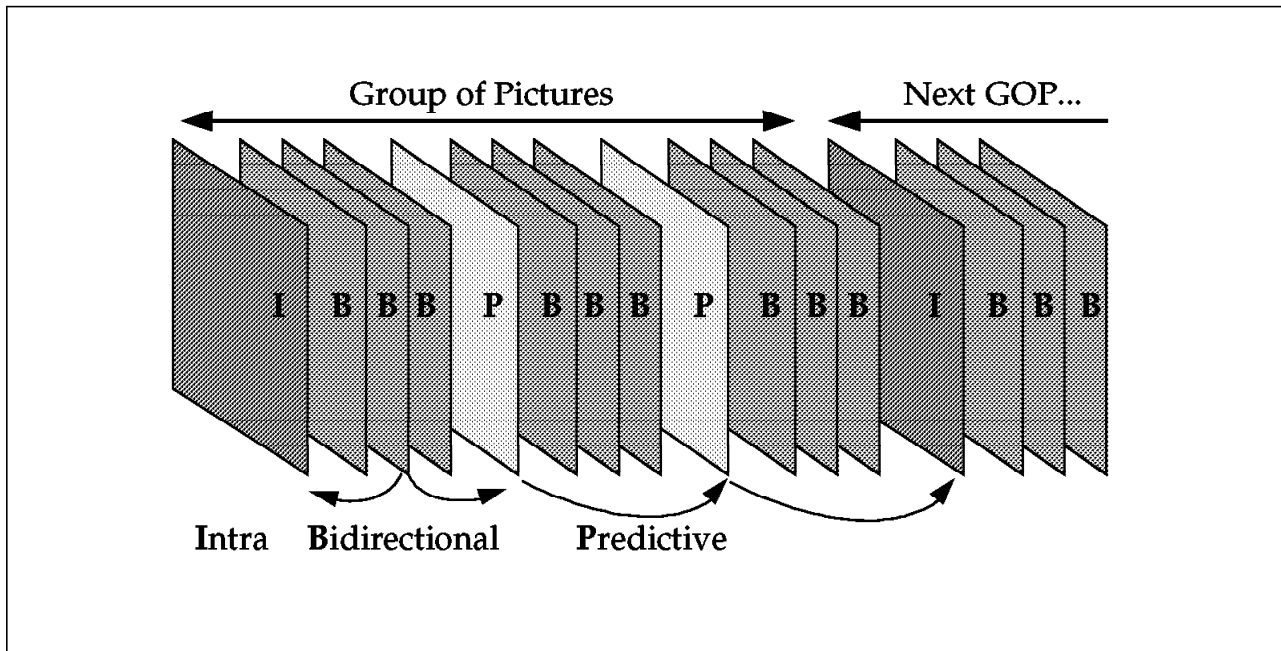 Group of Pictures Next GOP...
I B B B P B B B P B B B I B B B
Intra Bidirectional Predictive